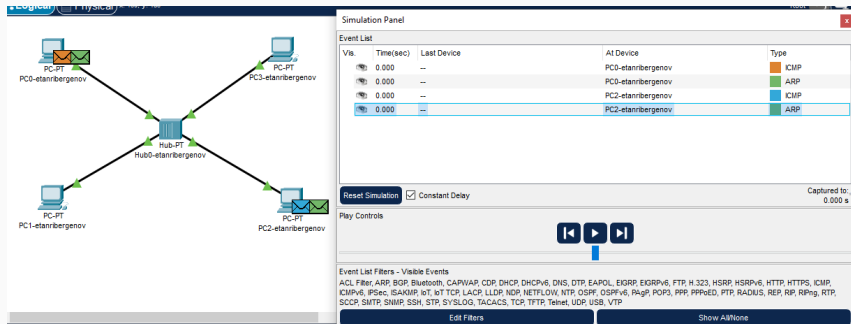 Logical
Physical
Root
Simulation Panel
x
Event List
Vis. Time(sec) Last Device At Device Type
0.000 -- PC0-etanribergenov ICMP
0.000 -- PC0-etanribergenov ARP
0.000 -- PC2-etanribergenov ICMP
0.000 -- PC2-etanribergenov ARP
Reset Simulation Constant Delay
Captured to:
0.000 s
Play Controls
Event List Filters - Visible Events
ACL Filter, ARP, BGP, Bluetooth, CAPWAP, CDP, DHCP, DHCPv6, DNS, DTP, EAPOL, EIGRP, EIGRPv6, FTP, H.323, HSRP, HSRPv6, HTTP, HTTPS, ICMP,
ICMPv6, IPSec, ISAKMP, IoT, IoT TCP, LACP, LLDP, NDP, NETFLOW, NTP, OSPF, OSPFv6, PAgP, POP3, PPP, PPPoED, PTP, RADIUS, REP, RIP, RIPng, RTP,
SCCP, SMTP, SNMP, SSH, STP, SYSLOG, TACACS, TCP, TFTP, Telnet, UDP, USB, VTP
Edit Filters Show All/None
PC-PT
PC0-etanribergenov
PC-PT
PC3-etanribergenov
Hub-PT
Hub0-etanribergenov
PC-PT
PC1-etanribergenov
PC-PT
PC2-etanribergenov